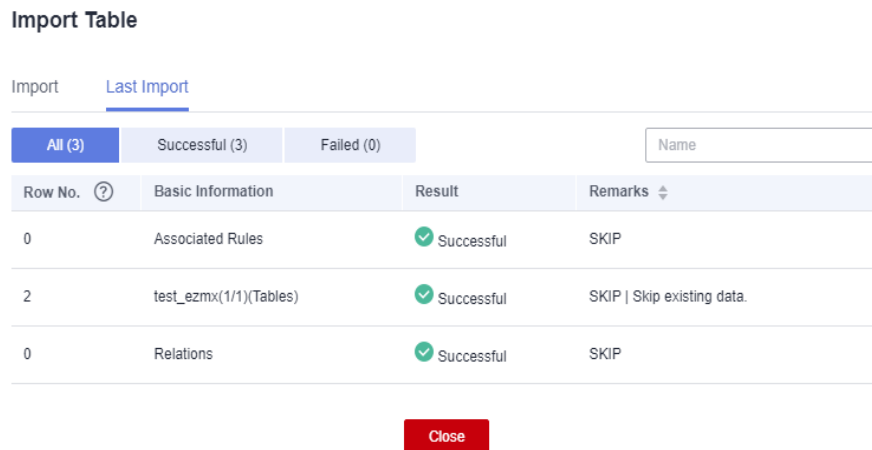 Import Table
Import Last Import
All (3) Successful (3) Failed (0) Name
Row No. ? Basic Information Result Remarks
0 Associated Rules Successful SKIP
2 test_ezmx(1/1)(Tables) Successful SKIP | Skip existing data.
0 Relations Successful SKIP
Close